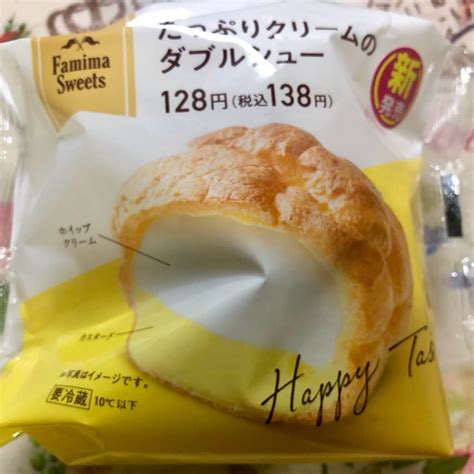 Famima
Sweets
たっぷりクリームの
ダブルシュー
128円(税込138円)
新
発売
ホイップ
クリーム
カスタード
写真はイメージです。
要冷蔵 10℃以下
Happy Tas